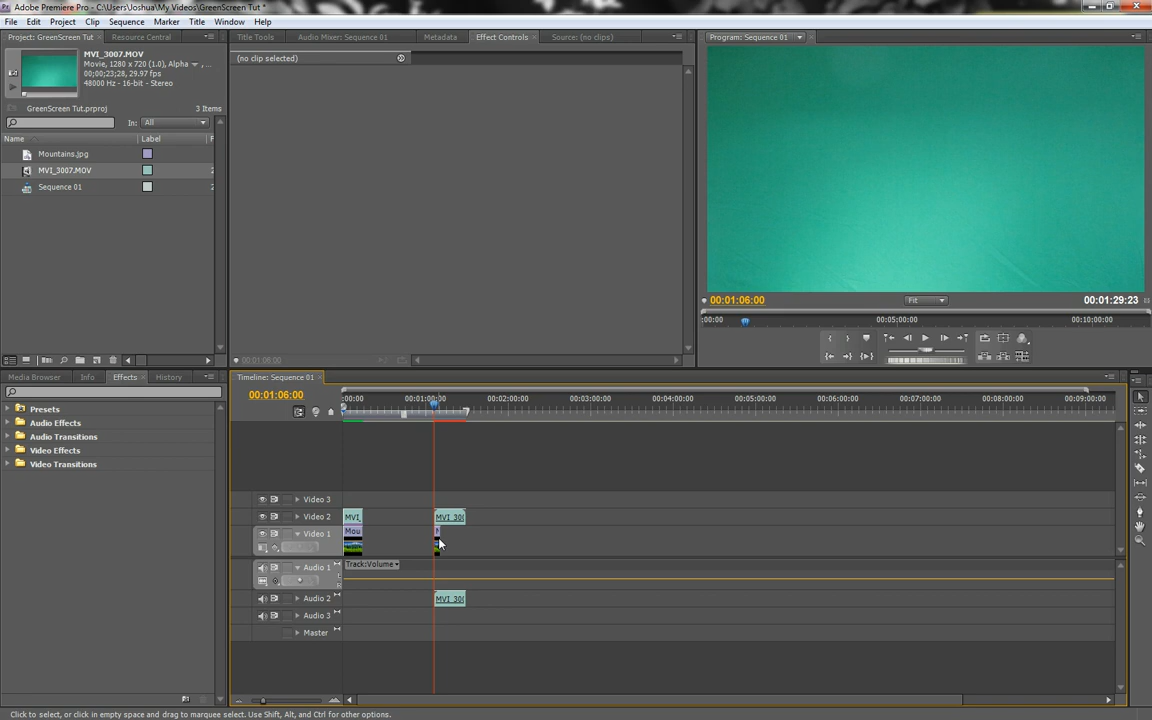 Adobe Premiere Pro - C:\Users\Joshua\My Videos\GreenScreen Tut *
File Edit Project Clip Sequence Marker Title Window Help
Project: GreenScreen Tut Resource Central
MVI_3007.MOV
Movie, 1280 x 720 (1.0), Alpha , ...
00;00;23;28, 29.97 fps
48000 Hz - 16-bit - Stereo
GreenScreen Tut.prproj 3 Items
In: All
Name Label F
Mountains.jpg
MVI_3007.MOV 2
Sequence 01 2
Title Tools Audio Mixer: Sequence 01 Metadata Effect Controls Source: (no clips)
(no clip selected)
00:01:06:00
Program: Sequence 01
00:01:06:00 Fit 00:01:29:23
:00:00 00:05:00:00 00:10:00:00
Media Browser Info Effects History
Presets
Audio Effects
Audio Transitions
Video Effects
Video Transitions
Timeline: Sequence 01
00:01:06:00
:00:00 00:01:00:00 00:02:00:00 00:03:00:00 00:04:00:00 00:05:00:00 00:06:00:00 00:07:00:00 00:08:00:00 00:09:00:00
Video 3
Video 2 MVI_ MVI_300
Video 1 Mou
Audio 1 Track:Volume
L
R
Audio 2 MVI_300
Audio 3
Master
Click to select, or click in empty space and drag to marquee select. Use Shift, Alt, and Ctrl for other options.